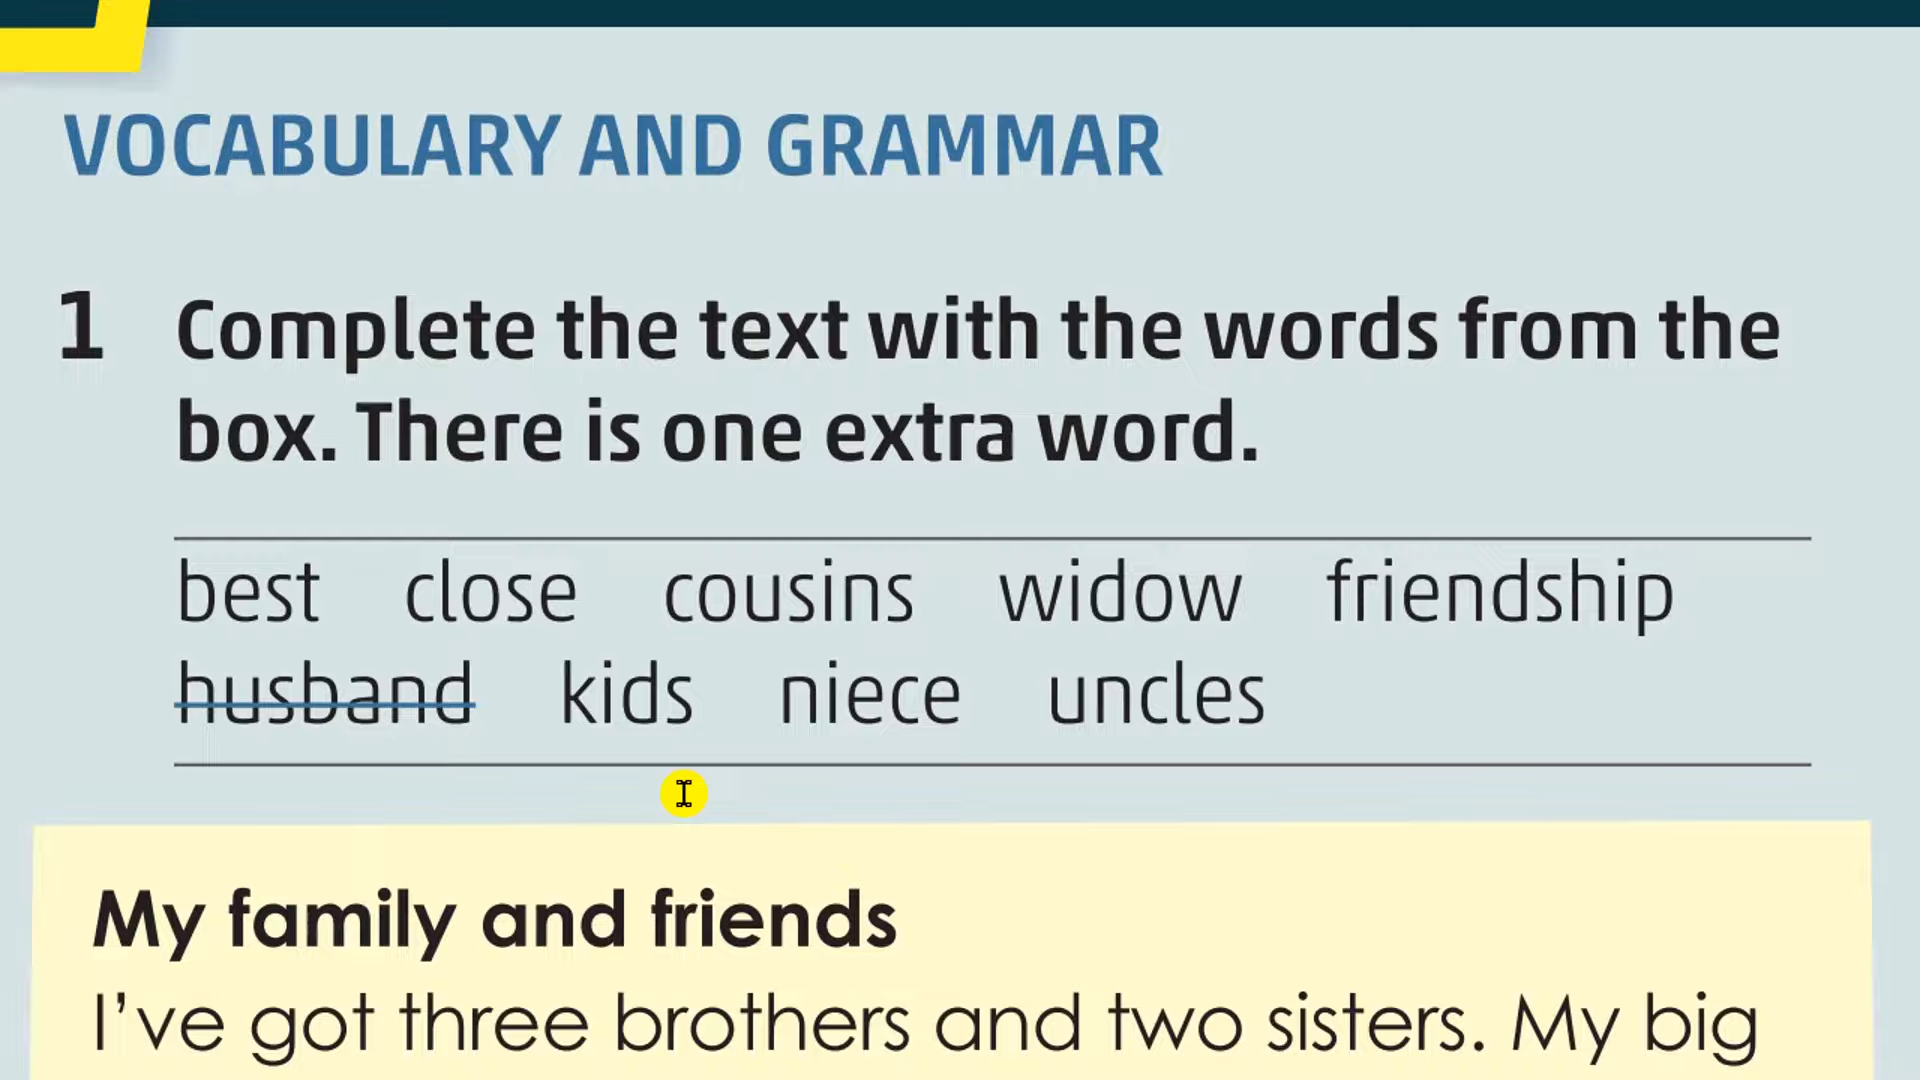 VOCABULARY AND GRAMMAR
1 Complete the text with the words from the
box. There is one extra word.
best close cousins widow friendship
husband kids niece uncles
My family and friends
I've got three brothers and two sisters. My big